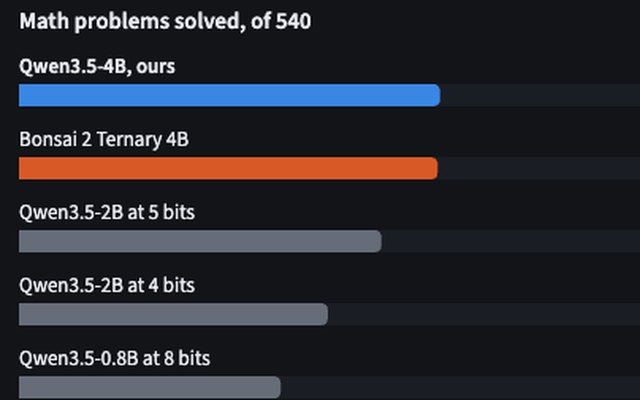 Math problems solved, of 540
Qwen3.5-4B, ours
Bonsai 2 Ternary 4B
Qwen3.5-2B at 5 bits
Qwen3.5-2B at 4 bits
Qwen3.5-0.8B at 8 bits